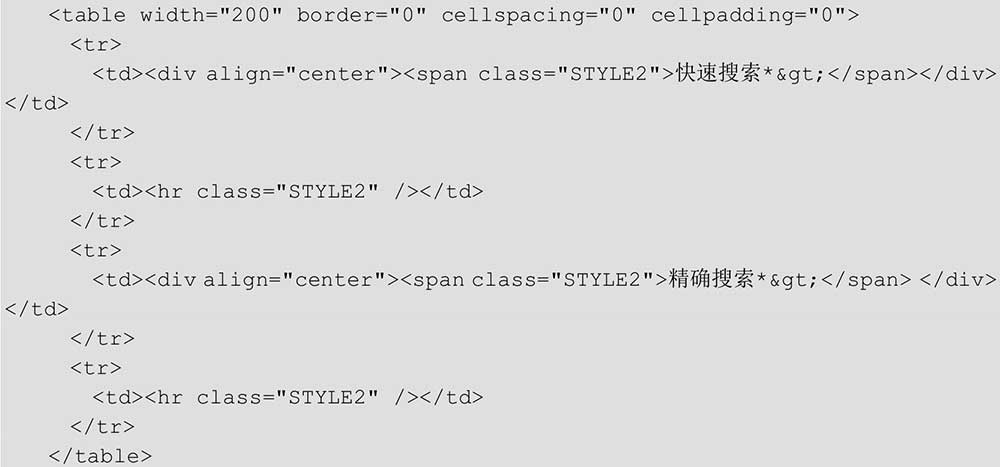 <table width="200" border="0" cellspacing="0" cellpadding="0">
<tr>
<td><div align="center"><span class="STYLE2">快速搜索*&gt;</span></div>
</td>
</tr>
<tr>
<td><hr class="STYLE2" /></td>
</tr>
<tr>
<td><div align="center"><span class="STYLE2">精确搜索*&gt;</span> </div>
</td>
</tr>
<tr>
<td><hr class="STYLE2" /></td>
</tr>
</table>